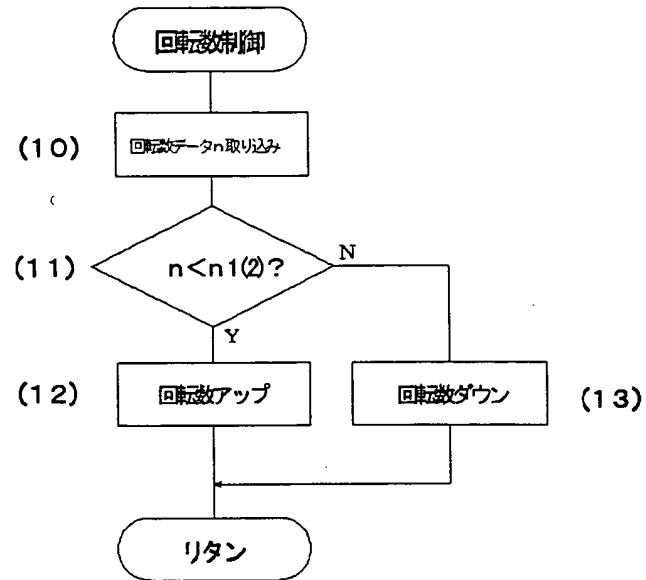 回転数制御
(10)
回転数データn取り込み
(11)
n<n1(2)?
N
Y
(12)
回転数アップ
回転数ダウン
(13)
リタン